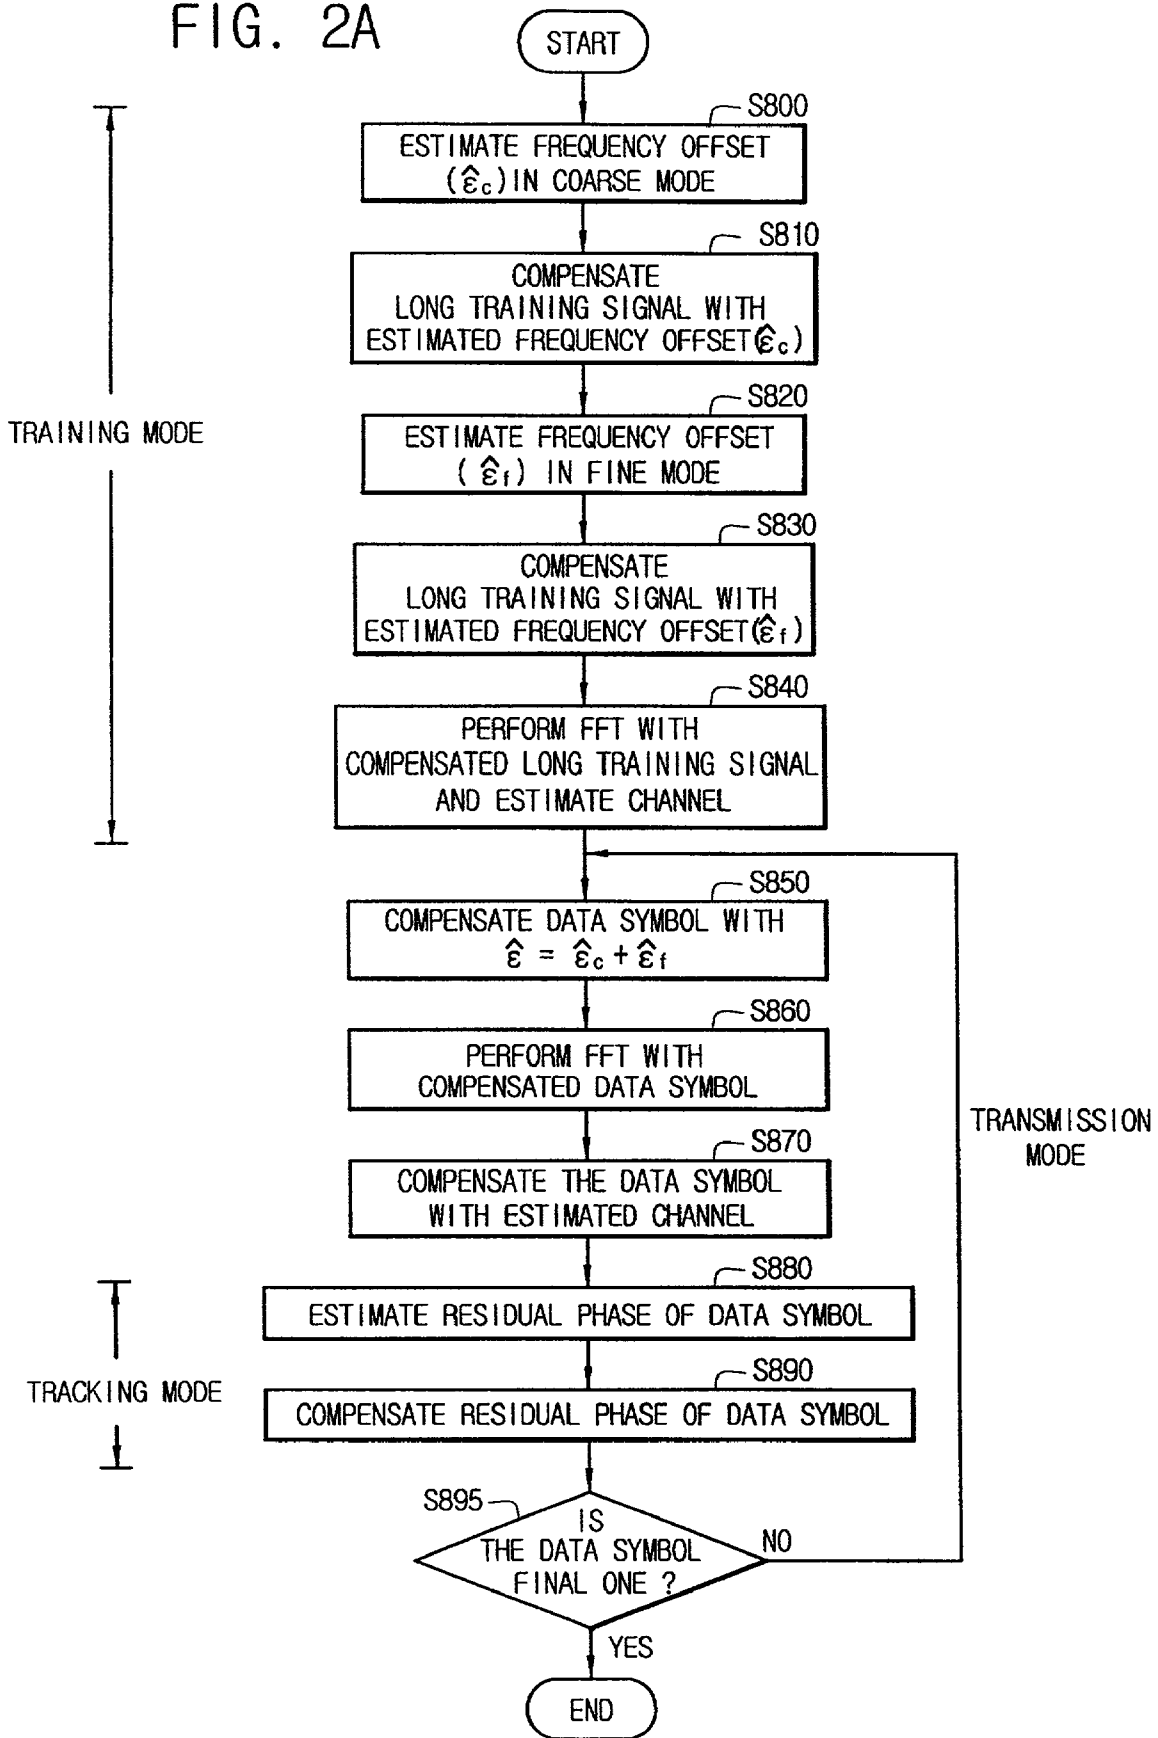 FIG. 2A
START
S800
ESTIMATE FREQUENCY OFFSET
(ε̂c) IN COARSE MODE
S810
COMPENSATE
LONG TRAINING SIGNAL WITH
ESTIMATED FREQUENCY OFFSET(ε̂c)
S820
TRAINING MODE
ESTIMATE FREQUENCY OFFSET
( ε̂f) IN FINE MODE
S830
COMPENSATE
LONG TRAINING SIGNAL WITH
ESTIMATED FREQUENCY OFFSET(ε̂f)
S840
PERFORM FFT WITH
COMPENSATED LONG TRAINING SIGNAL
AND ESTIMATE CHANNEL
S850
COMPENSATE DATA SYMBOL WITH
ε̂ = ε̂c + ε̂f
S860
PERFORM FFT WITH
COMPENSATED DATA SYMBOL
TRANSMISSION
MODE
S870
COMPENSATE THE DATA SYMBOL
WITH ESTIMATED CHANNEL
S880
ESTIMATE RESIDUAL PHASE OF DATA SYMBOL
TRACKING MODE
S890
COMPENSATE RESIDUAL PHASE OF DATA SYMBOL
S895
IS
THE DATA SYMBOL
FINAL ONE ?
NO
YES
END